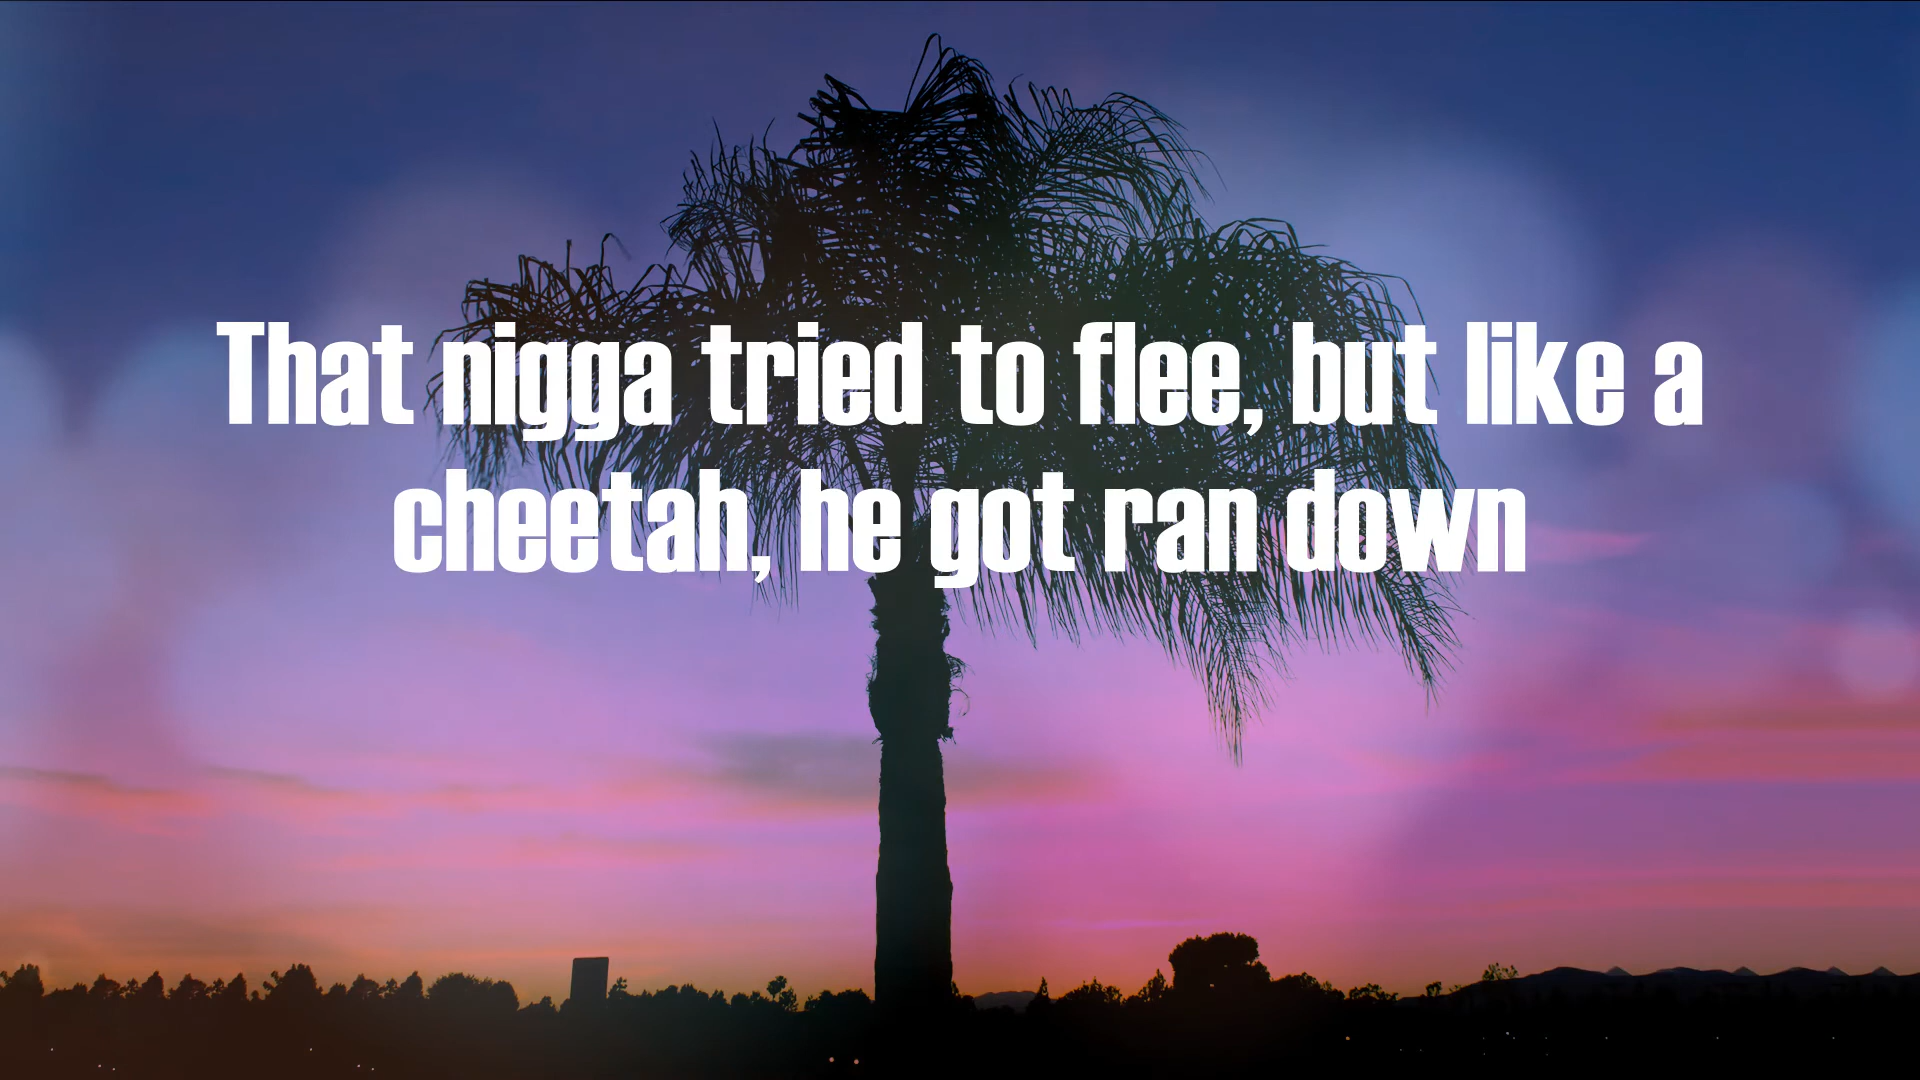 That nigga tried to flee, but like a
cheetah, he got ran down